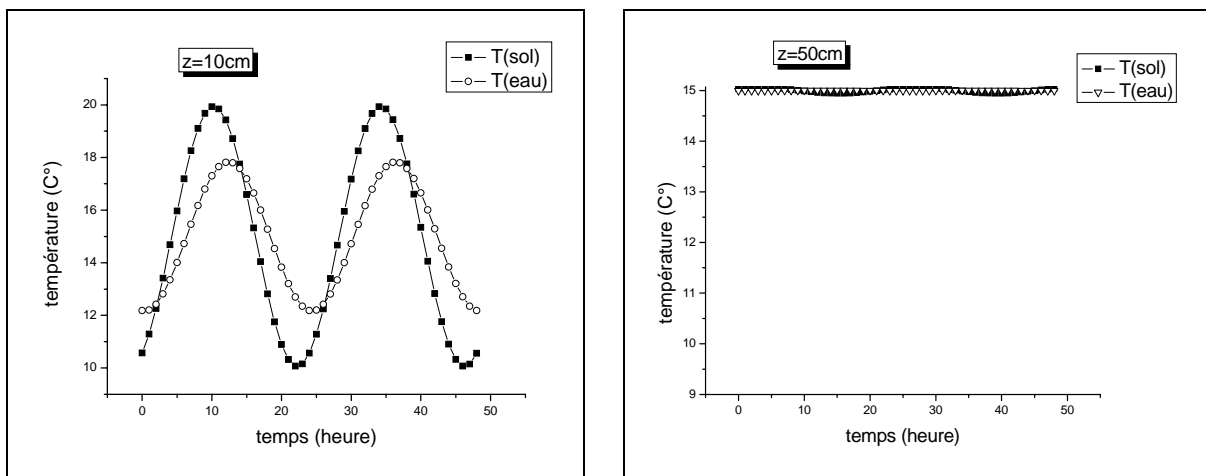 z=10cm
T(sol)
T(eau)
20
18
16
14
12
10
température (C°)
0 10 20 30 40 50
temps (heure)
z=50cm
T(sol)
T(eau)
15
14
13
12
11
10
9
température (C°)
0 10 20 30 40 50
temps (heure)